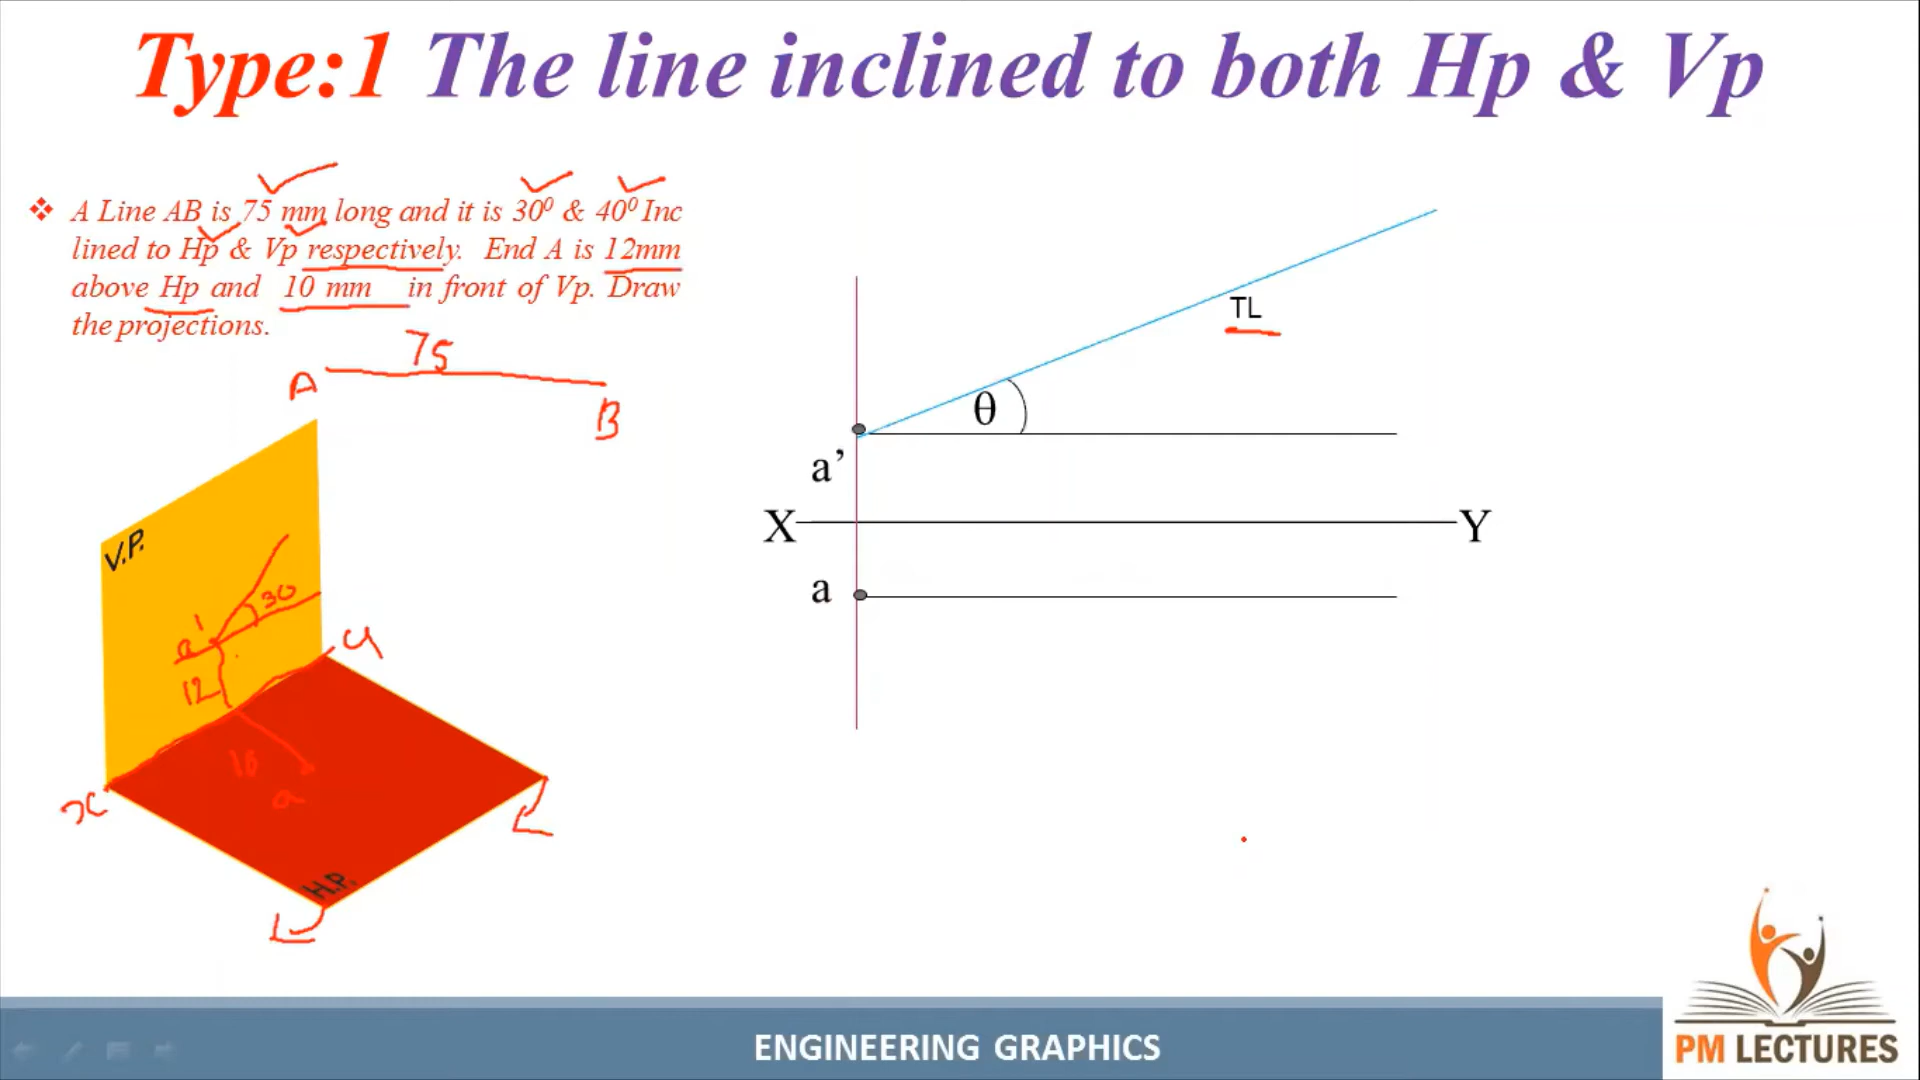 Type:1 The line inclined to both Hp & Vp
❖ A Line AB is 75 mm long and it is 30⁰ & 40⁰ Inc
lined to Hp & Vp respectively. End A is 12mm
above Hp and 10 mm in front of Vp. Draw
the projections.
75
A
B
TL
θ
a’
X
Y
a
V.P.
30
a'
y
12
10
a
x
H.P.
ENGINEERING GRAPHICS
PM LECTURES